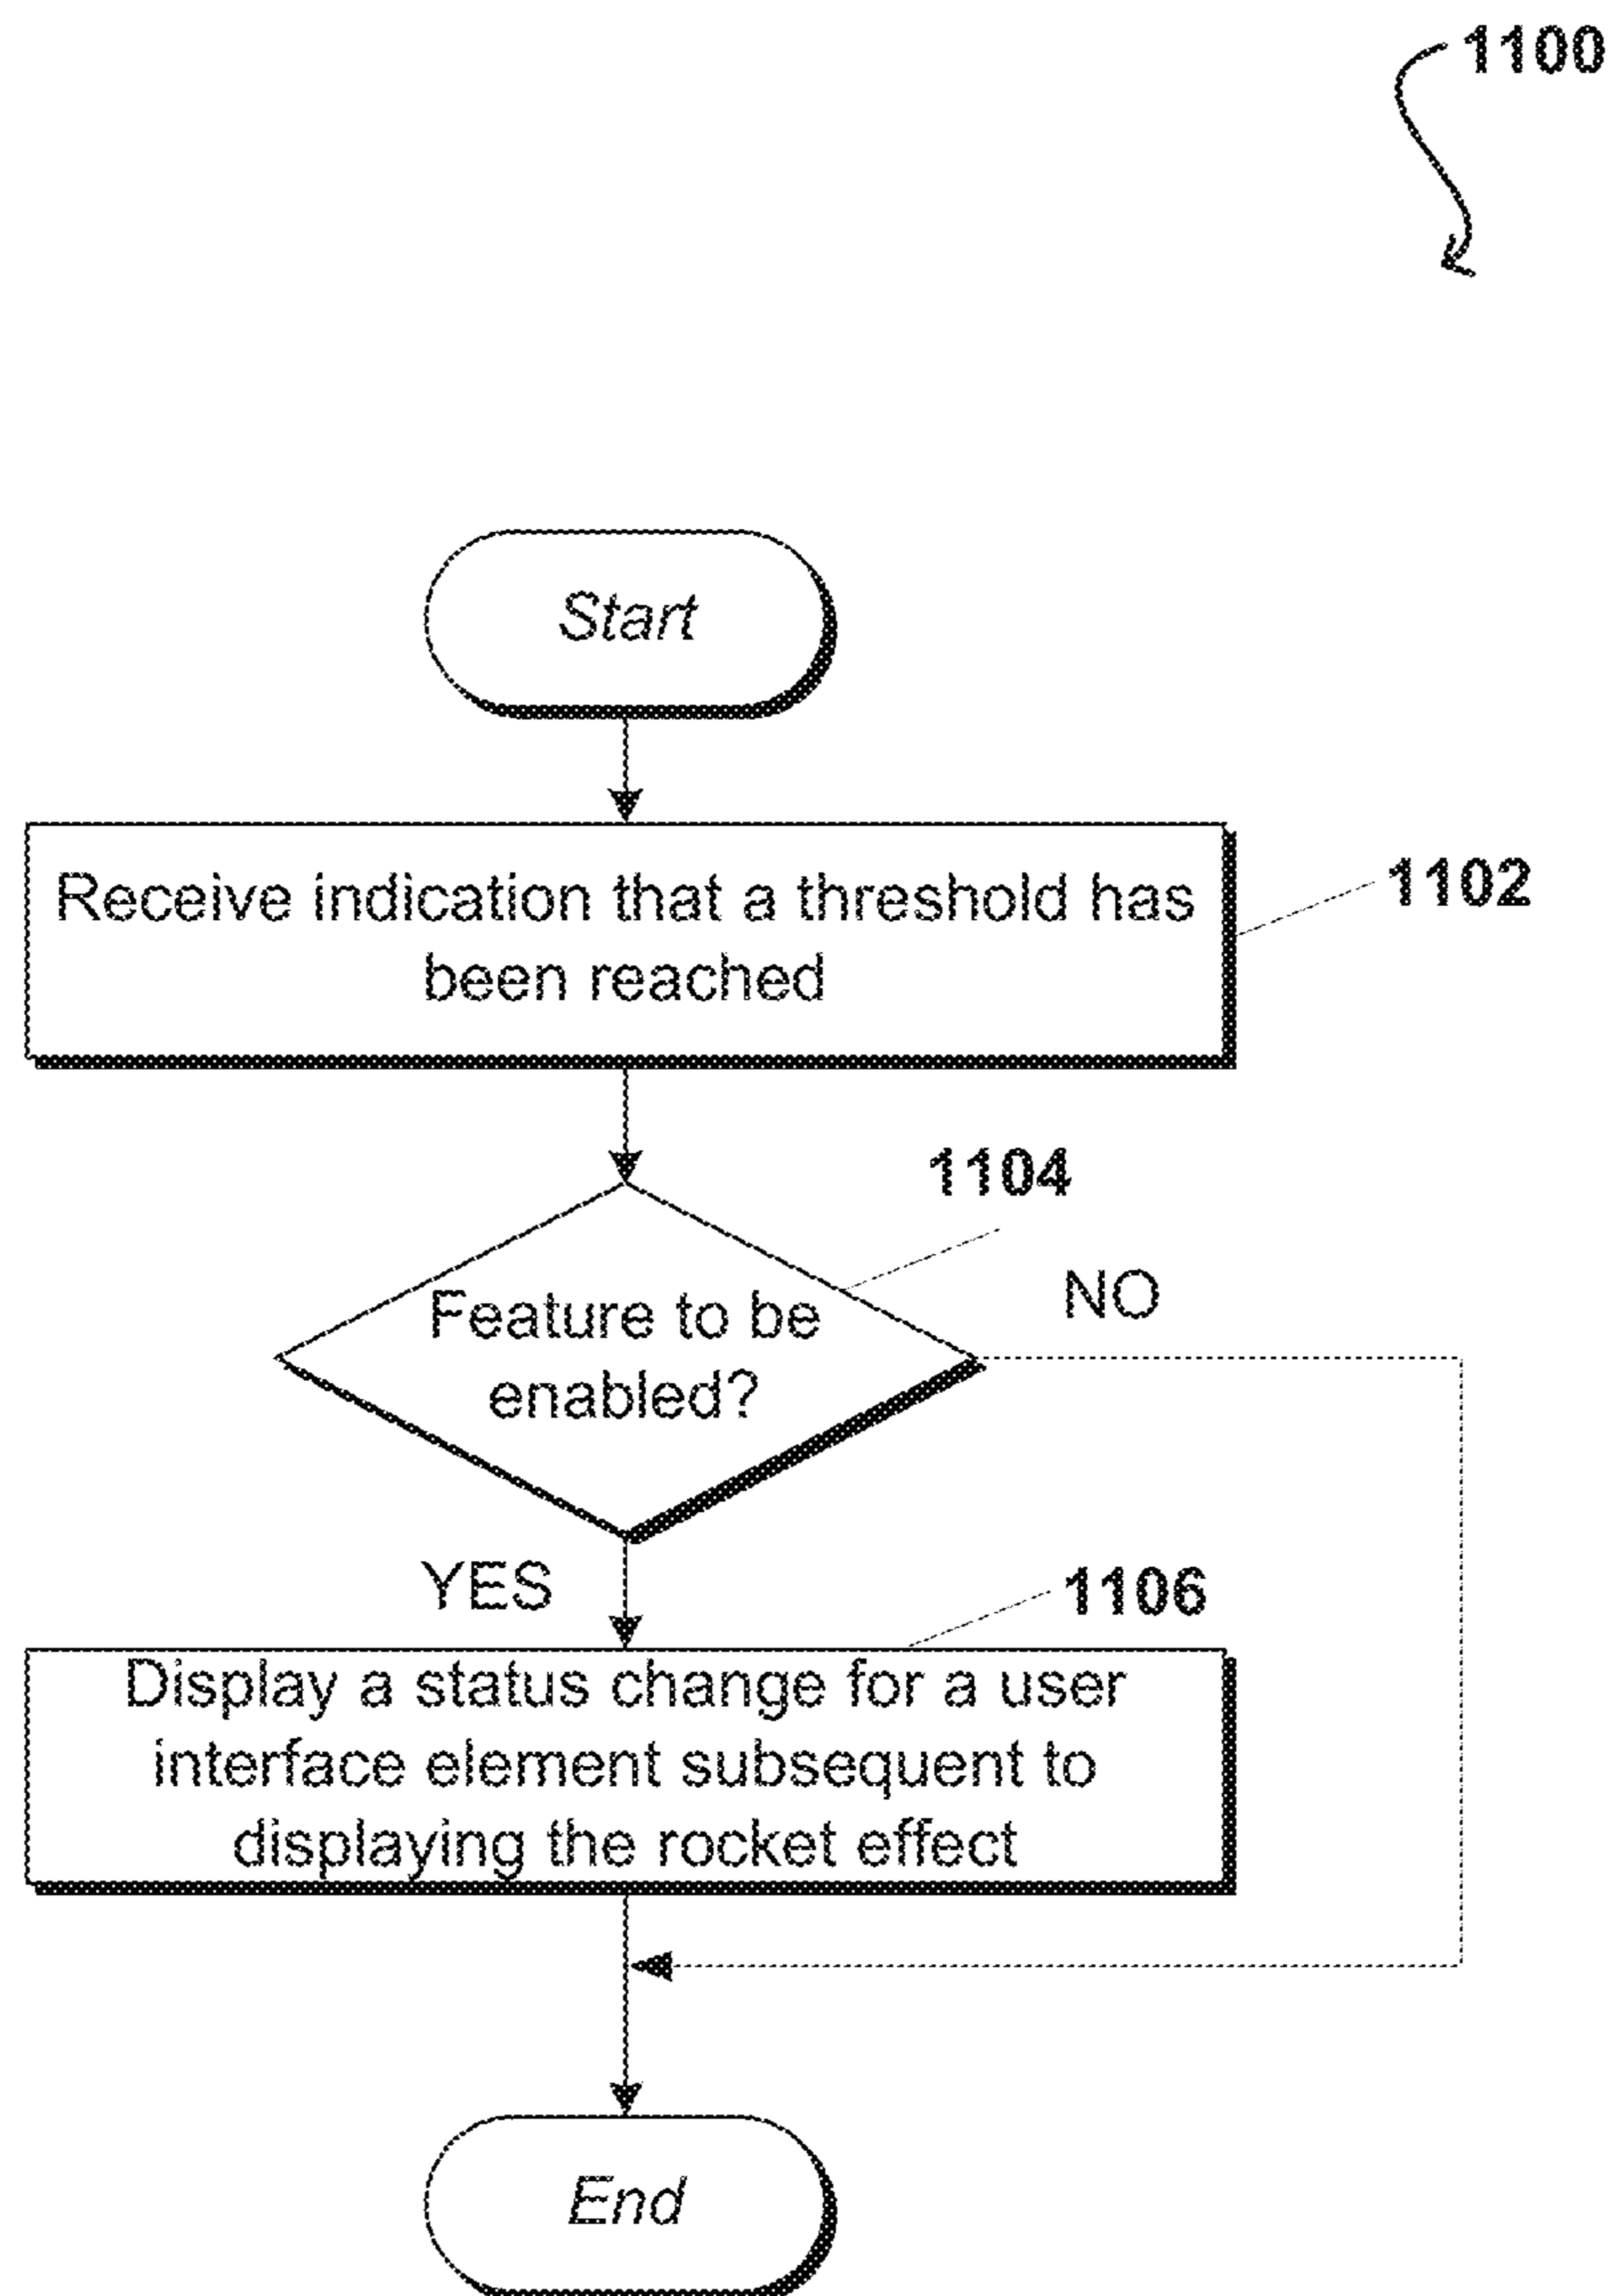 1100
Start
Receive indication that a threshold has
been reached
1102
1104
Feature to be
enabled?
NO
YES
1106
Display a status change for a user
interface element subsequent to
displaying the rocket effect
End